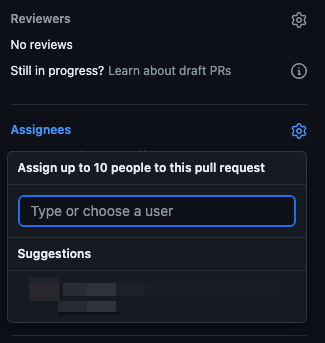 Reviewers
No reviews
Still in progress? Learn about draft PRs
Assignees
Assign up to 10 people to this pull request
Type or choose a user
Suggestions